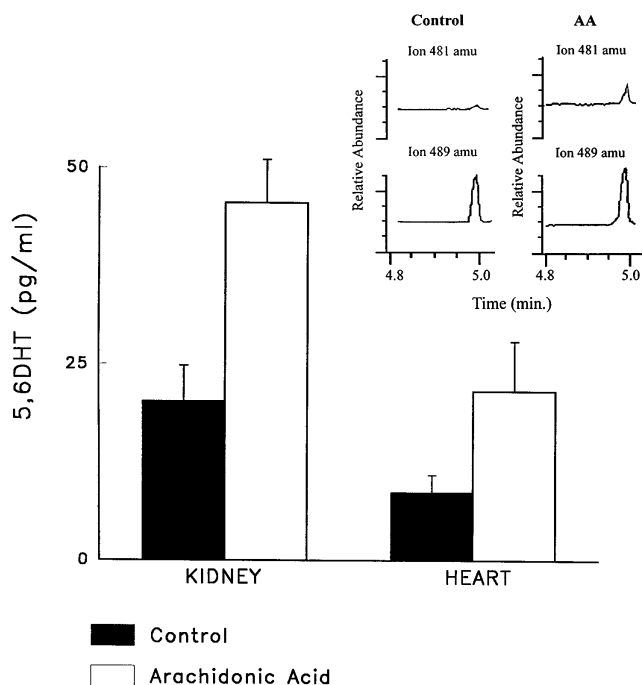 Control AA
Ion 481 amu Ion 481 amu
Relative Abundance
Relative Abundance
Ion 489 amu Ion 489 amu
4.8 5.0 4.8 5.0
Time (min.)
5,6DHT (pg/ml)
50
25
0
KIDNEY HEART
Control
Arachidonic Acid